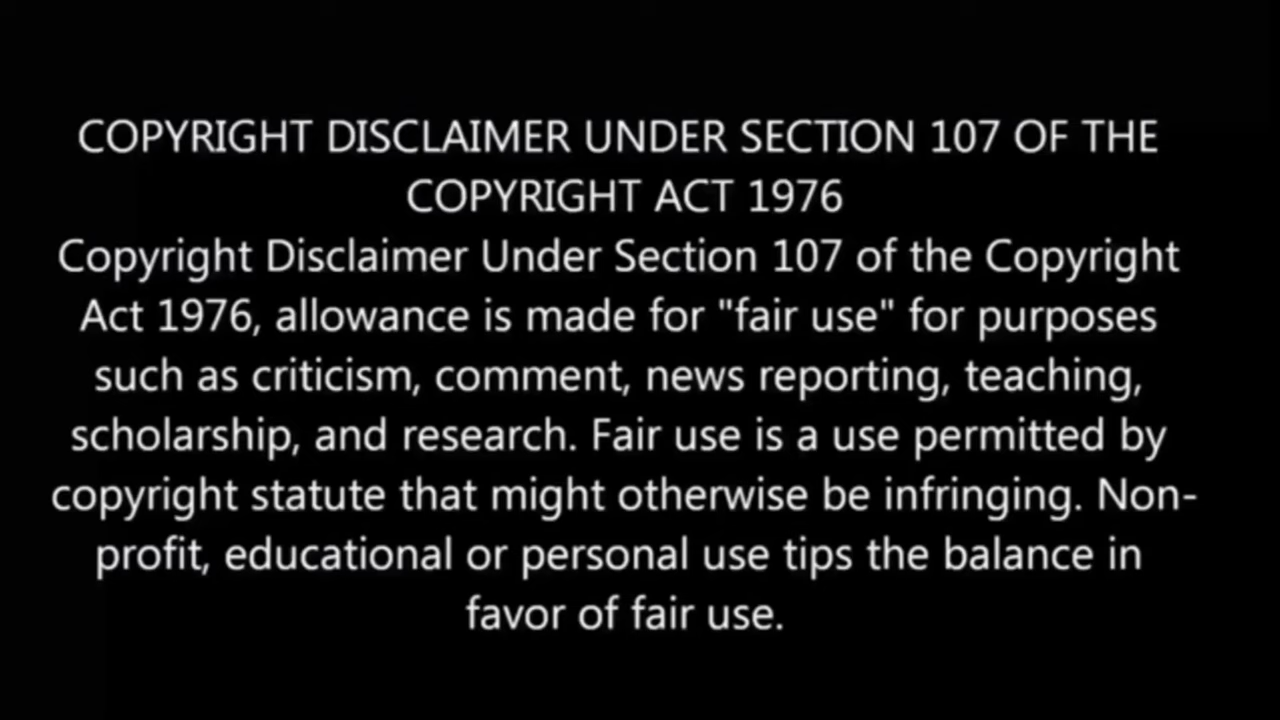 COPYRIGHT DISCLAIMER UNDER SECTION 107 OF THE
COPYRIGHT ACT 1976
Copyright Disclaimer Under Section 107 of the Copyright
Act 1976, allowance is made for "fair use" for purposes
such as criticism, comment, news reporting, teaching,
scholarship, and research. Fair use is a use permitted by
copyright statute that might otherwise be infringing. Non-
profit, educational or personal use tips the balance in
favor of fair use.